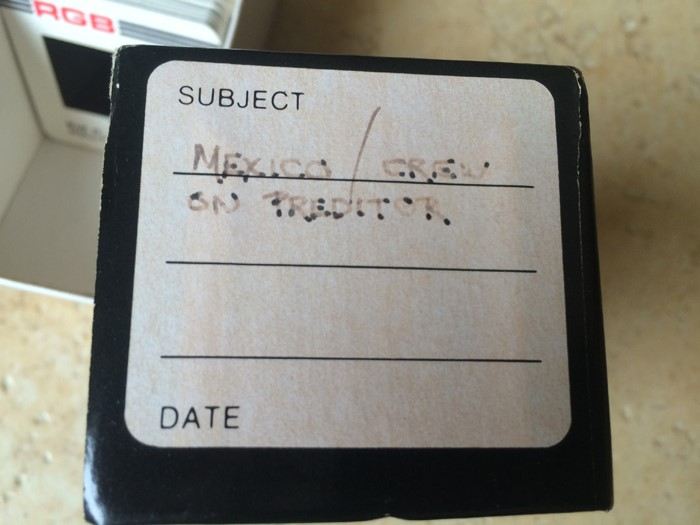 RGB
SUBJECT
MEXICO / CREW
ON PREDITOR
DATE